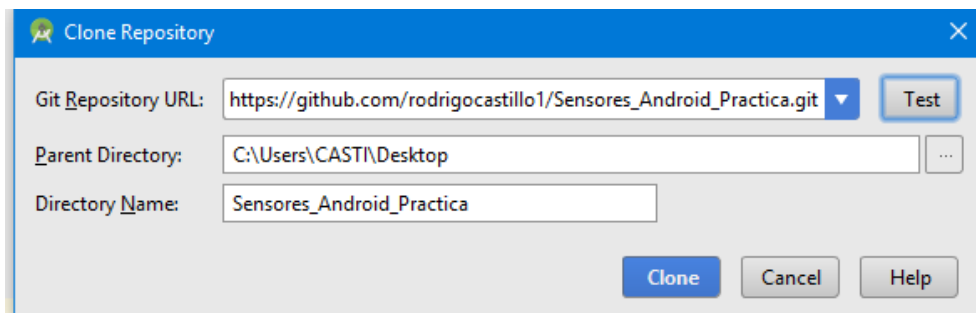 Clone Repository
Git Repository URL: https://github.com/rodrigocastillo1/Sensores_Android_Practica.git Test
Parent Directory: C:\Users\CASTI\Desktop ...
Directory Name: Sensores_Android_Practica
Clone Cancel Help